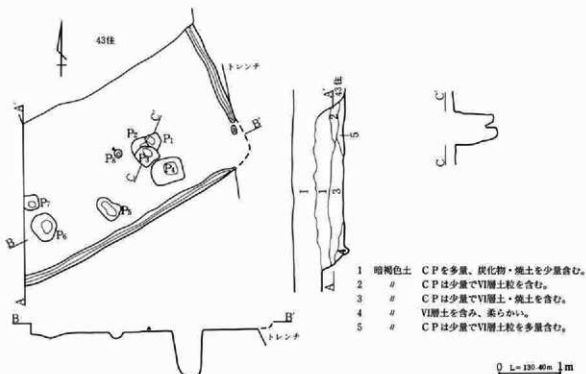 43住
トレンチ
A'
C'
P2
P1
P3
P8
P4
B'
C
P7
P5
B
P6
A
A'
43住
2
5
1
1
3
4
A
C'
C
B
B'
トレンチ
1 暗褐色土 CPを多量、炭化物・焼土を少量含む。
2 〃 CPは少量でⅥ層土粒を含む。
3 〃 CPは少量でⅥ層土・焼土を含む。
4 〃 Ⅵ層土を含み、柔らかい。
5 〃 CPは少量でⅥ層土粒を多量含む。
0 L=130.40m 1m